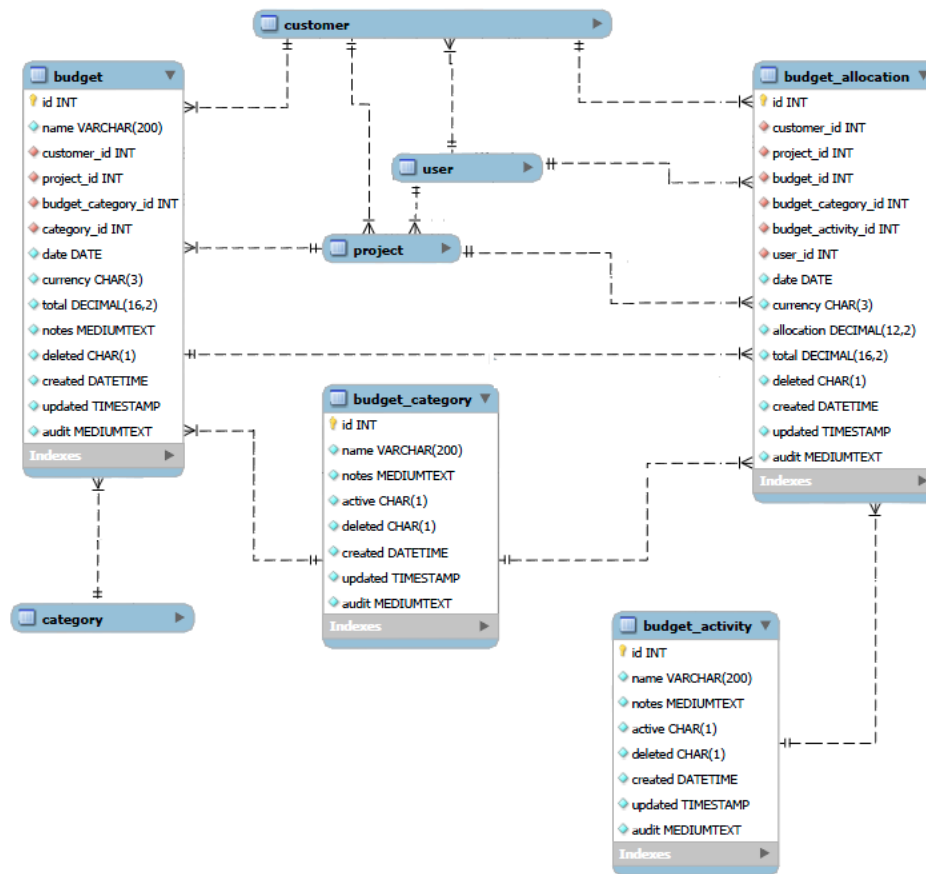 customer
budget
id INT
name VARCHAR(200)
customer_id INT
project_id INT
budget_category_id INT
category_id INT
date DATE
currency CHAR(3)
total DECIMAL(16,2)
notes MEDIUMTEXT
deleted CHAR(1)
created DATETIME
updated TIMESTAMP
audit MEDIUMTEXT
Indexes
user
project
budget_allocation
id INT
customer_id INT
project_id INT
budget_id INT
budget_category_id INT
budget_activity_id INT
user_id INT
date DATE
currency CHAR(3)
allocation DECIMAL(12,2)
total DECIMAL(16,2)
deleted CHAR(1)
created DATETIME
updated TIMESTAMP
audit MEDIUMTEXT
Indexes
budget_category
id INT
name VARCHAR(200)
notes MEDIUMTEXT
active CHAR(1)
deleted CHAR(1)
created DATETIME
updated TIMESTAMP
audit MEDIUMTEXT
Indexes
category
budget_activity
id INT
name VARCHAR(200)
notes MEDIUMTEXT
active CHAR(1)
deleted CHAR(1)
created DATETIME
updated TIMESTAMP
audit MEDIUMTEXT
Indexes